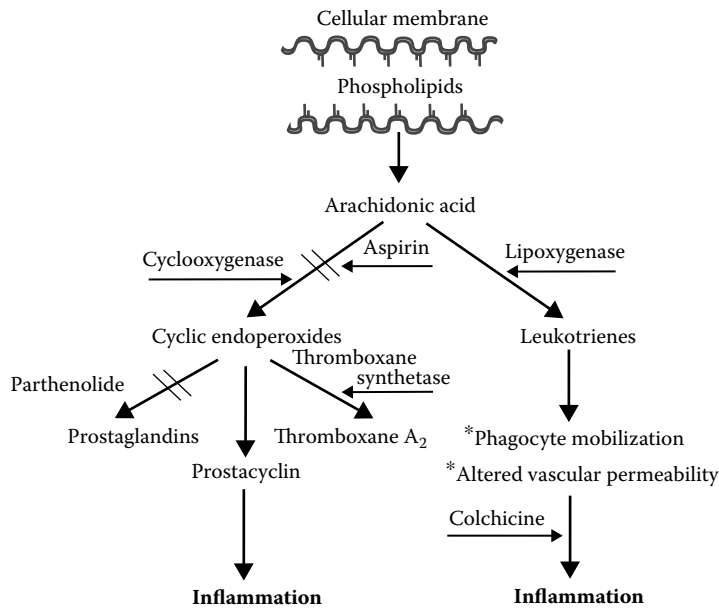 Cellular membrane
Phospholipids
Arachidonic acid
Cyclooxygenase
Aspirin
Lipoxygenase
Cyclic endoperoxides
Leukotrienes
Thromboxane
synthetase
Parthenolide
Prostaglandins
Thromboxane A₂
*Phagocyte mobilization
Prostacyclin
*Altered vascular permeability
Colchicine
Inflammation
Inflammation